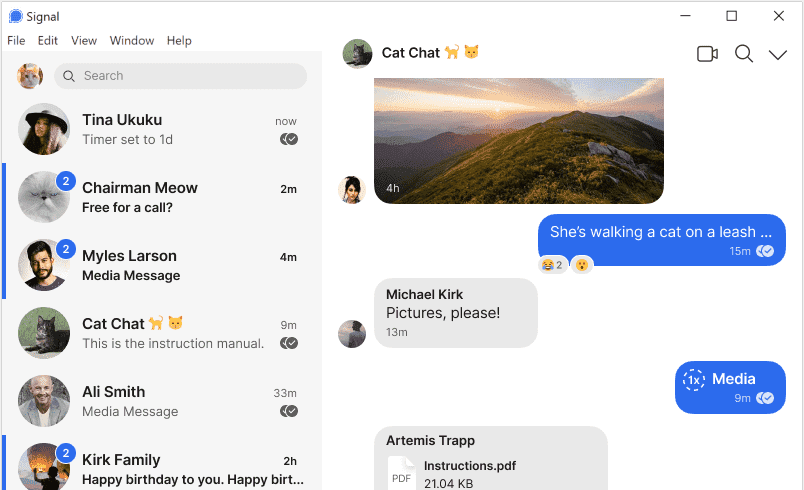 Signal
File Edit View Window Help
Search
Tina Ukuku now
Timer set to 1d
2
Chairman Meow 2m
Free for a call?
2
Myles Larson 4m
Media Message
Cat Chat 🐈 🐱 9m
This is the instruction manual.
Ali Smith 33m
Media Message
2
Kirk Family 2h
Happy birthday to you. Happy birt...
Cat Chat 🐈 🐱
4h
She's walking a cat on a leash ...
15m
😂 2 😮
Michael Kirk
Pictures, please!
13m
1x Media
9m
Artemis Trapp
PDF
Instructions.pdf
21.04 KB